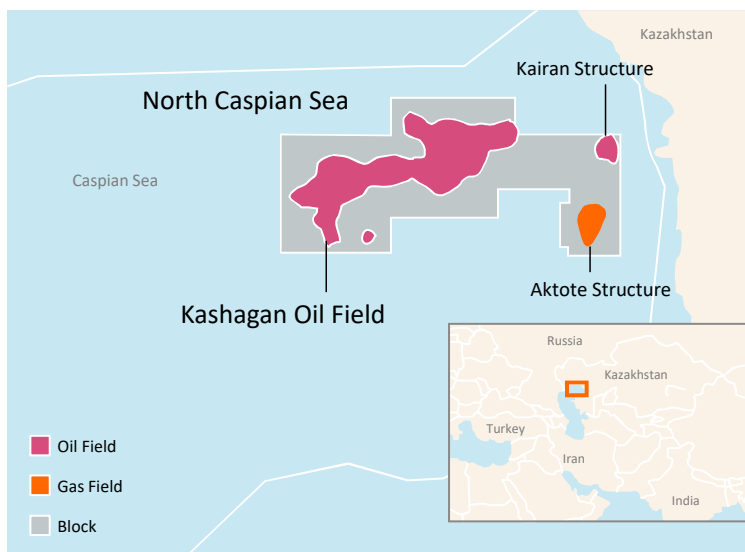 Kazakhstan
Kairan Structure
North Caspian Sea
Caspian Sea
Aktote Structure
Kashagan Oil Field
Russia
Kazakhstan
Turkey
Iran
India
Oil Field
Gas Field
Block